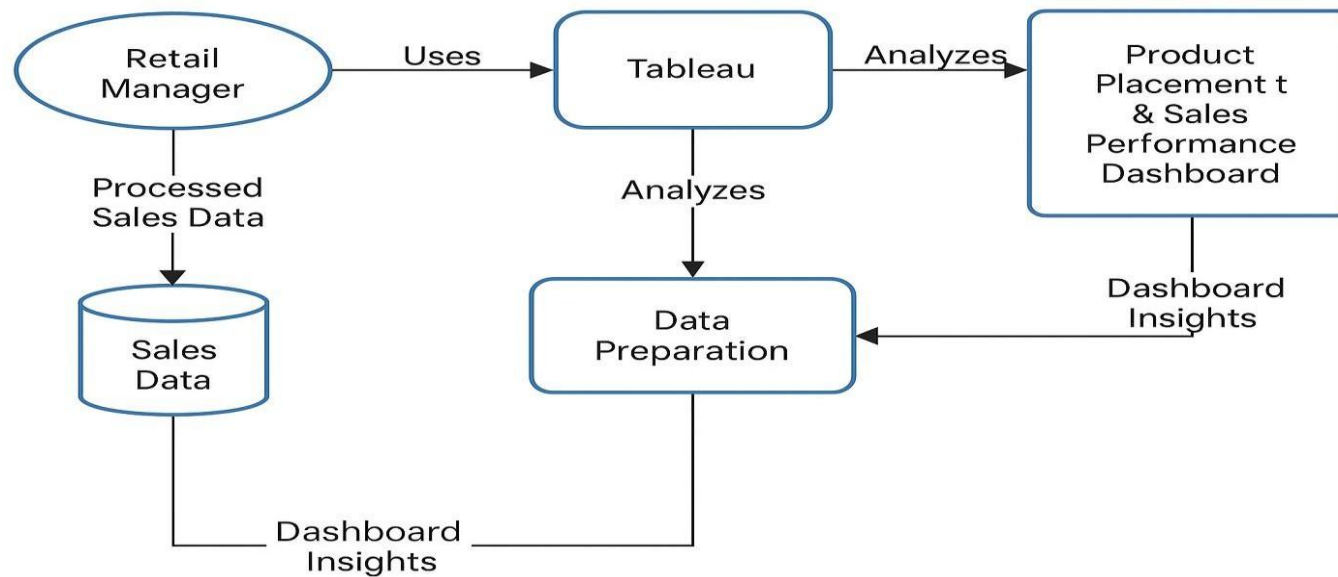 Retail
Manager
Uses
Tableau
Analyzes
Product
Placement t
& Sales
Performance
Dashboard
Processed
Sales Data
Analyzes
Dashboard
Insights
Sales
Data
Data
Preparation
Dashboard
Insights